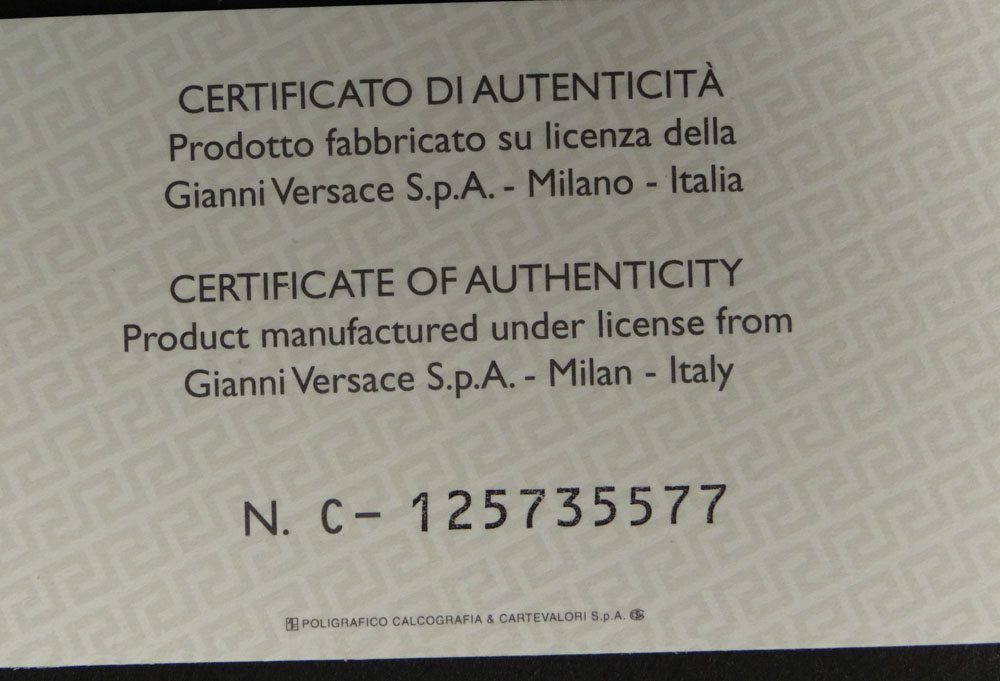 CERTIFICATO DI AUTENTICITÀ
Prodotto fabbricato su licenza della
Gianni Versace S.p.A. - Milano - Italia
CERTIFICATE OF AUTHENTICITY
Product manufactured under license from
Gianni Versace S.p.A. - Milan - Italy
N. C- 125735577
POLIGRAFICO CALCOGRAFIA & CARTEVALORI S.p.A.